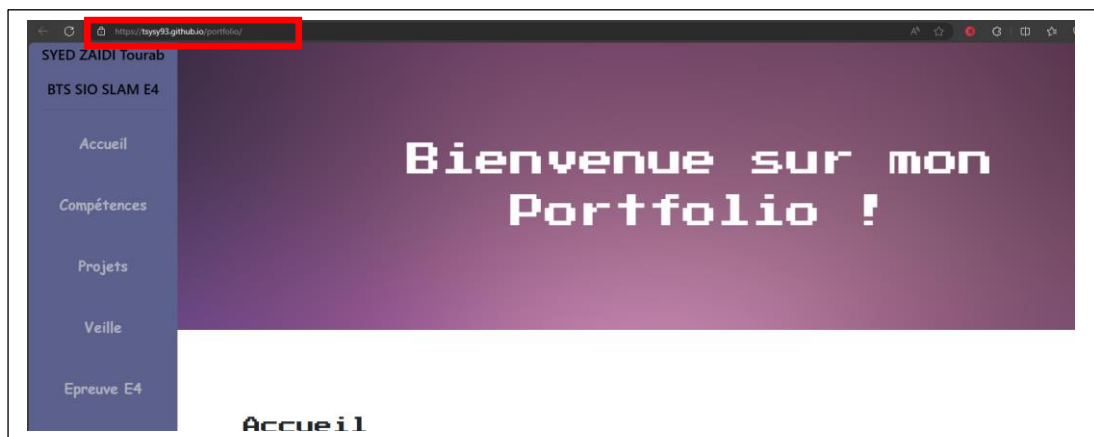 https://tsysy93.github.io/portfolio/
SYED ZAIDI Tourab
BTS SIO SLAM E4
Accueil
Compétences
Projets
Veille
Epreuve E4
Bienvenue sur mon
Portfolio !
Accueil